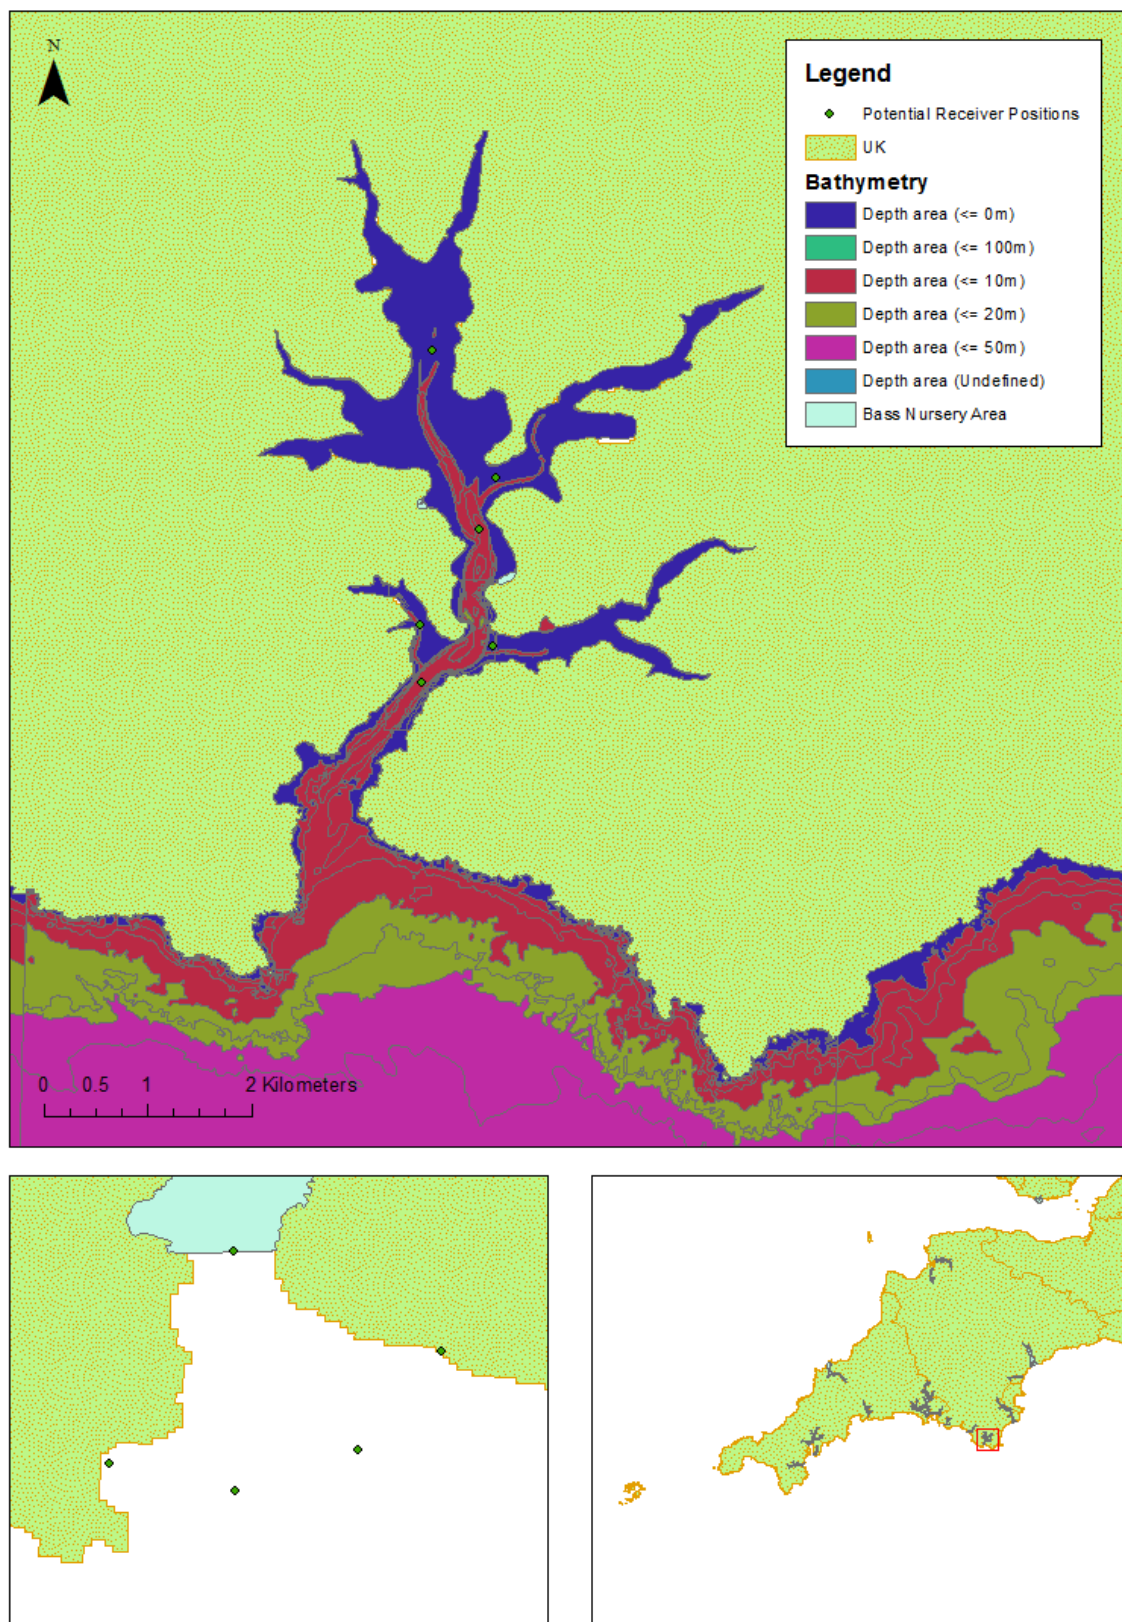 N
Legend
Potential Receiver Positions
UK
Bathymetry
Depth area (<= 0m)
Depth area (<= 100m)
Depth area (<= 10m)
Depth area (<= 20m)
Depth area (<= 50m)
Depth area (Undefined)
Bass Nursery Area
0 0.5 1 2 Kilometers